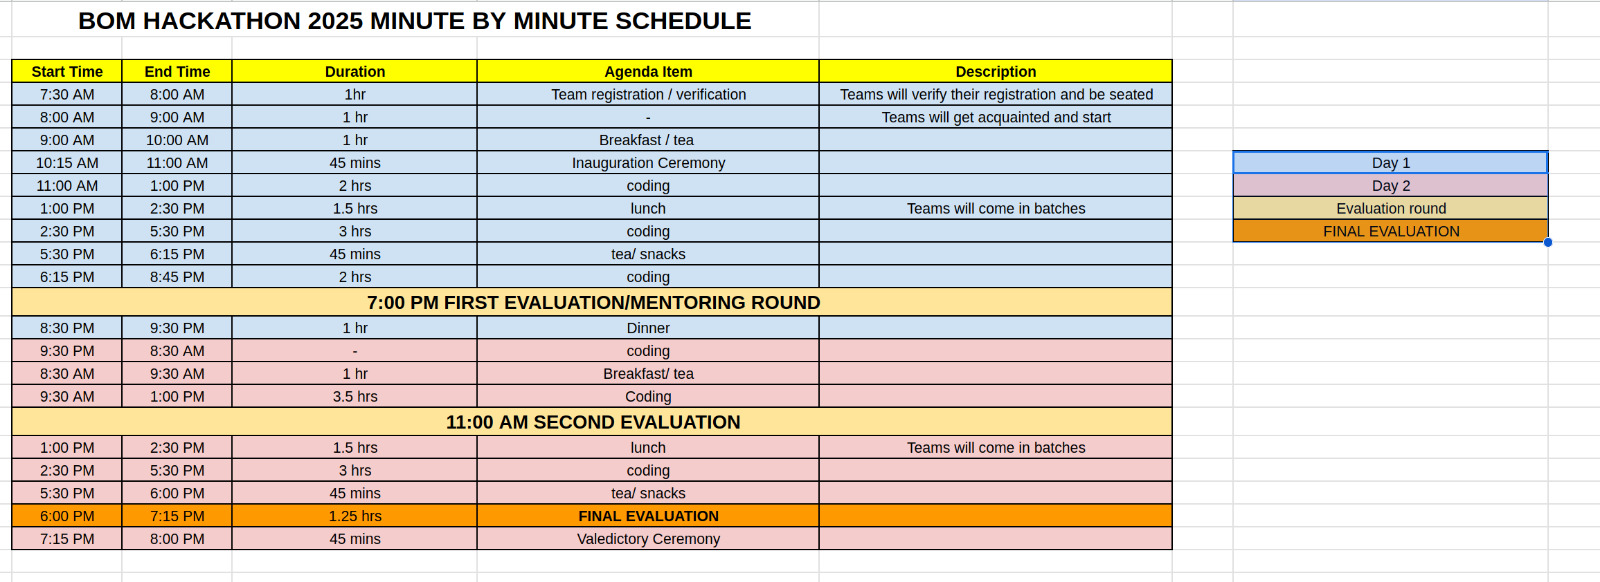 BOM HACKATHON 2025 MINUTE BY MINUTE SCHEDULE
Start Time End Time Duration Agenda Item Description
7:30 AM 8:00 AM 1hr Team registration / verification Teams will verify their registration and be seated
8:00 AM 9:00 AM 1 hr - Teams will get acquainted and start
9:00 AM 10:00 AM 1 hr Breakfast / tea
10:15 AM 11:00 AM 45 mins Inauguration Ceremony Day 1
11:00 AM 1:00 PM 2 hrs coding Day 2
1:00 PM 2:30 PM 1.5 hrs lunch Teams will come in batches Evaluation round
2:30 PM 5:30 PM 3 hrs coding FINAL EVALUATION
5:30 PM 6:15 PM 45 mins tea/ snacks
6:15 PM 8:45 PM 2 hrs coding
7:00 PM FIRST EVALUATION/MENTORING ROUND
8:30 PM 9:30 PM 1 hr Dinner
9:30 PM 8:30 AM - coding
8:30 AM 9:30 AM 1 hr Breakfast/ tea
9:30 AM 1:00 PM 3.5 hrs Coding
11:00 AM SECOND EVALUATION
1:00 PM 2:30 PM 1.5 hrs lunch Teams will come in batches
2:30 PM 5:30 PM 3 hrs coding
5:30 PM 6:00 PM 45 mins tea/ snacks
6:00 PM 7:15 PM 1.25 hrs FINAL EVALUATION
7:15 PM 8:00 PM 45 mins Valedictory Ceremony